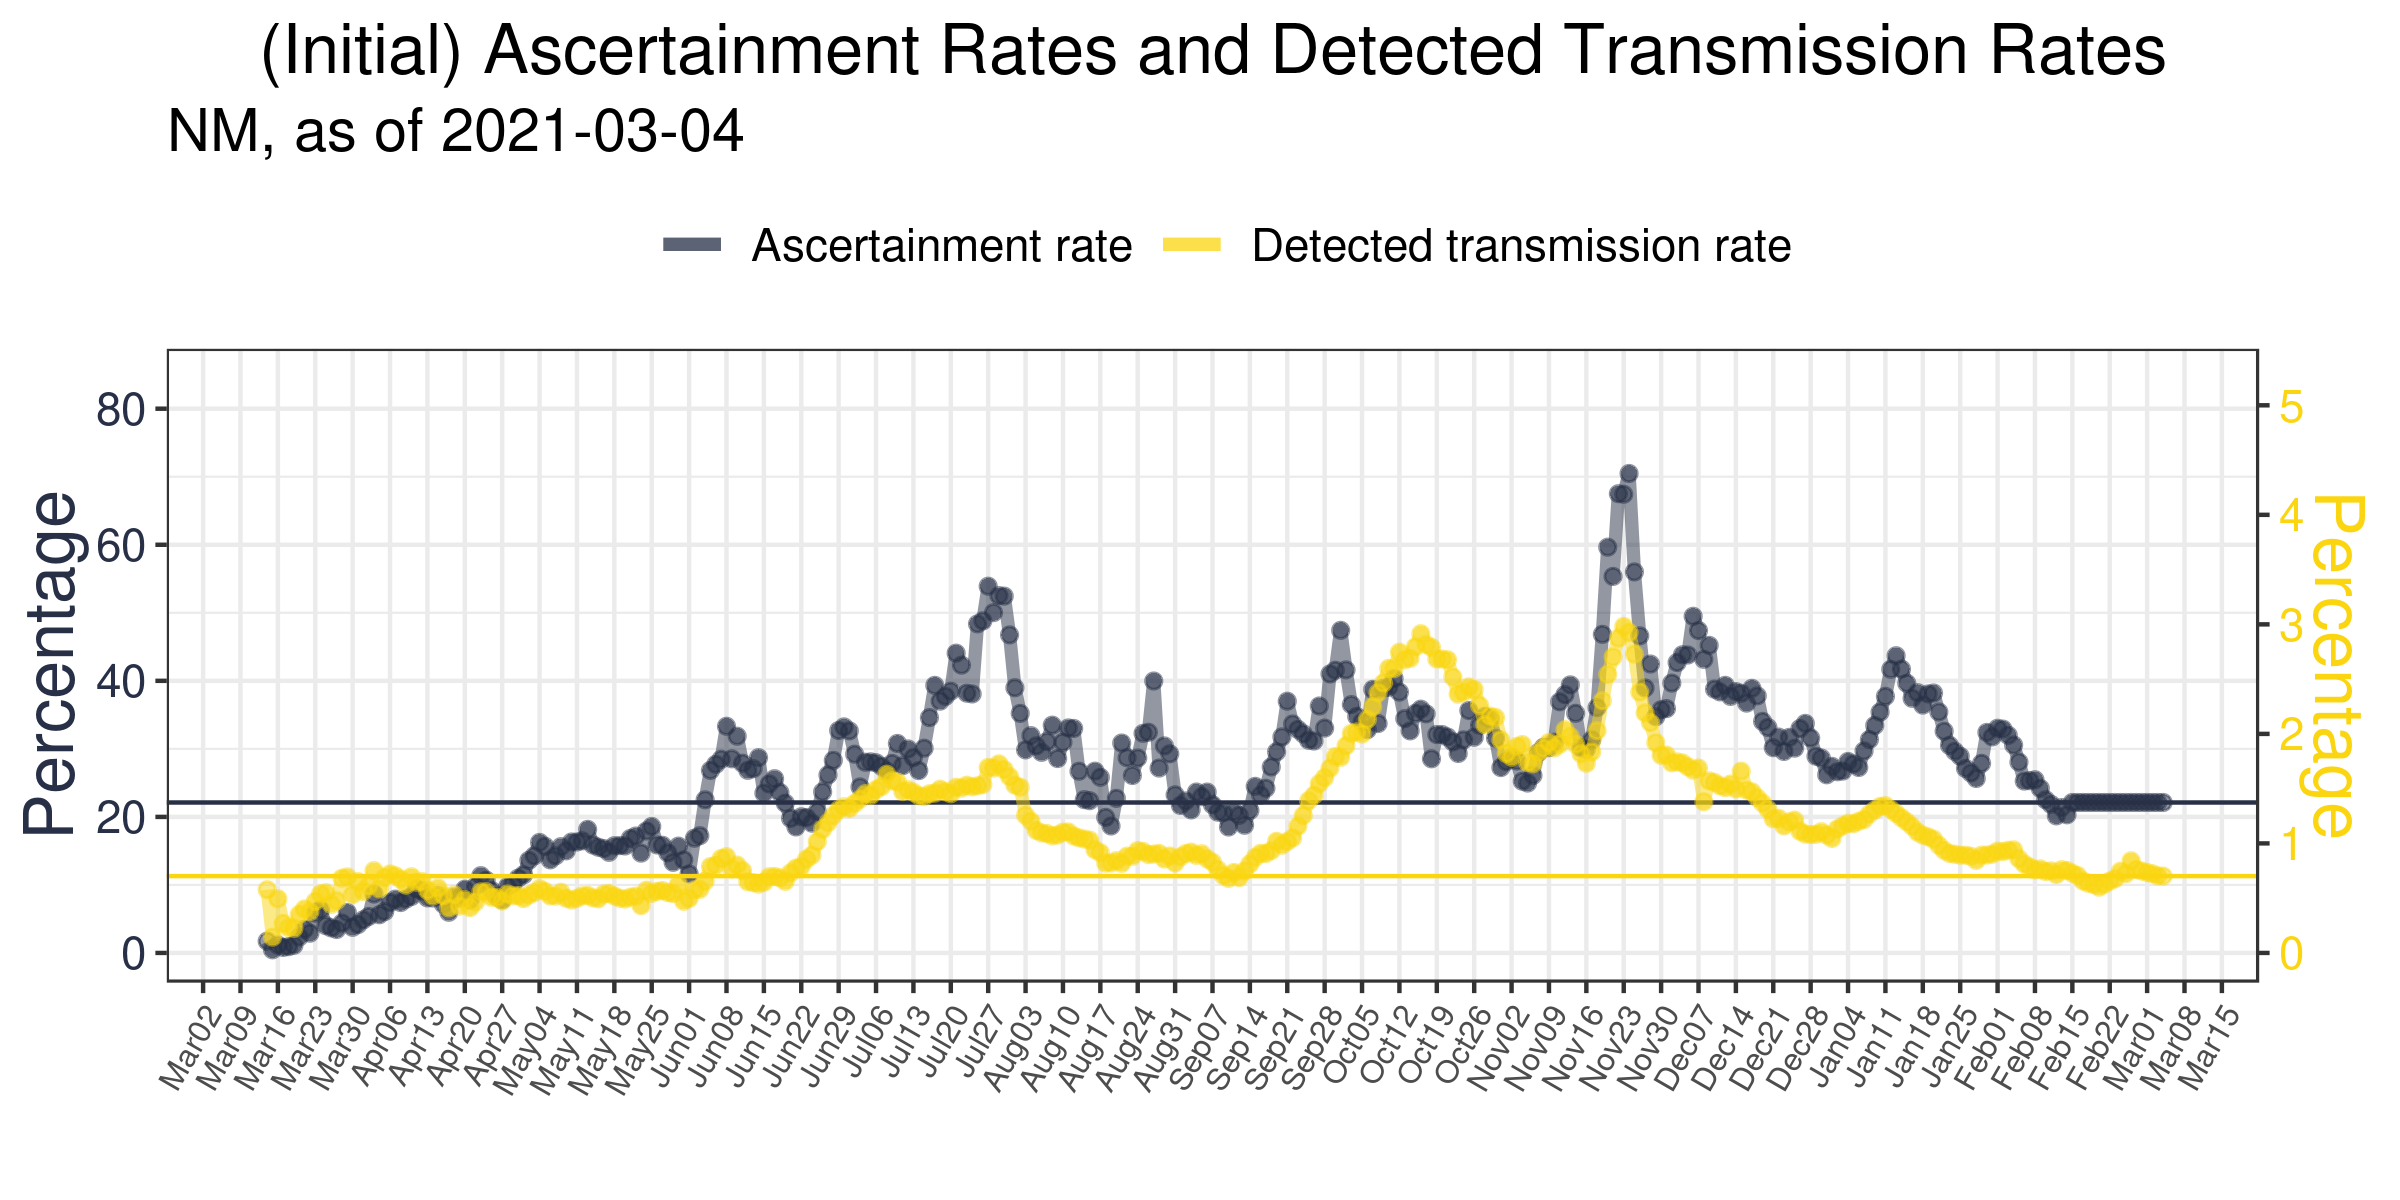 (Initial) Ascertainment Rates and Detected Transmission Rates
NM, as of 2021-03-04
Ascertainment rate
Detected transmission rate
Percentage
80
60
40
20
0
5
4
3
2
1
0
Percentage
Mar02
Mar09
Mar16
Mar23
Mar30
Apr06
Apr13
Apr20
Apr27
May04
May11
May18
May25
Jun01
Jun08
Jun15
Jun22
Jun29
Jul06
Jul13
Jul20
Jul27
Aug03
Aug10
Aug17
Aug24
Aug31
Sep07
Sep14
Sep21
Sep28
Oct05
Oct12
Oct19
Oct26
Nov02
Nov09
Nov16
Nov23
Nov30
Dec07
Dec14
Dec21
Dec28
Jan04
Jan11
Jan18
Jan25
Feb01
Feb08
Feb15
Feb22
Mar01
Mar08
Mar15